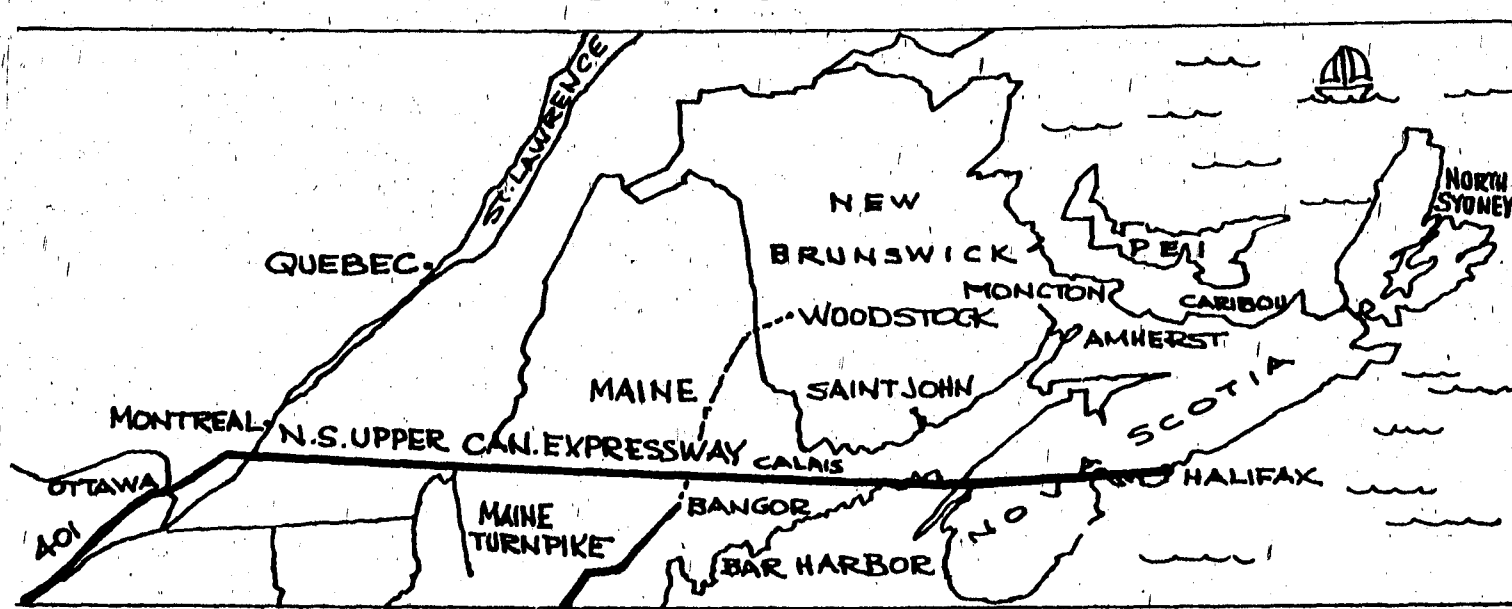 ST. LAWRENCE
NORTH
SYDNEY
NEW
BRUNSWICK
P E I
QUEBEC
MONCTON
CARIBOU
WOODSTOCK
AMHERST
MAINE
SAINT JOHN
NOVA SCOTIA
MONTREAL
N.S. UPPER CAN. EXPRESSWAY
CALAIS
OTTAWA
HALIFAX
BANGOR
401
MAINE
TURNPIKE
BAR HARBOR